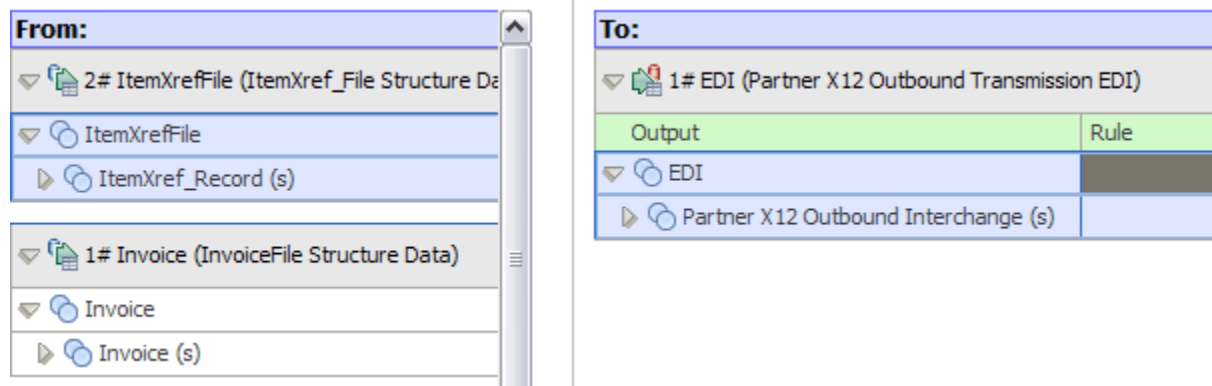 From:
2# ItemXrefFile (ItemXref_File Structure Da
ItemXrefFile
ItemXref_Record (s)
1# Invoice (InvoiceFile Structure Data)
Invoice
Invoice (s)
To:
1# EDI (Partner X12 Outbound Transmission EDI)
Output Rule
EDI
Partner X12 Outbound Interchange (s)